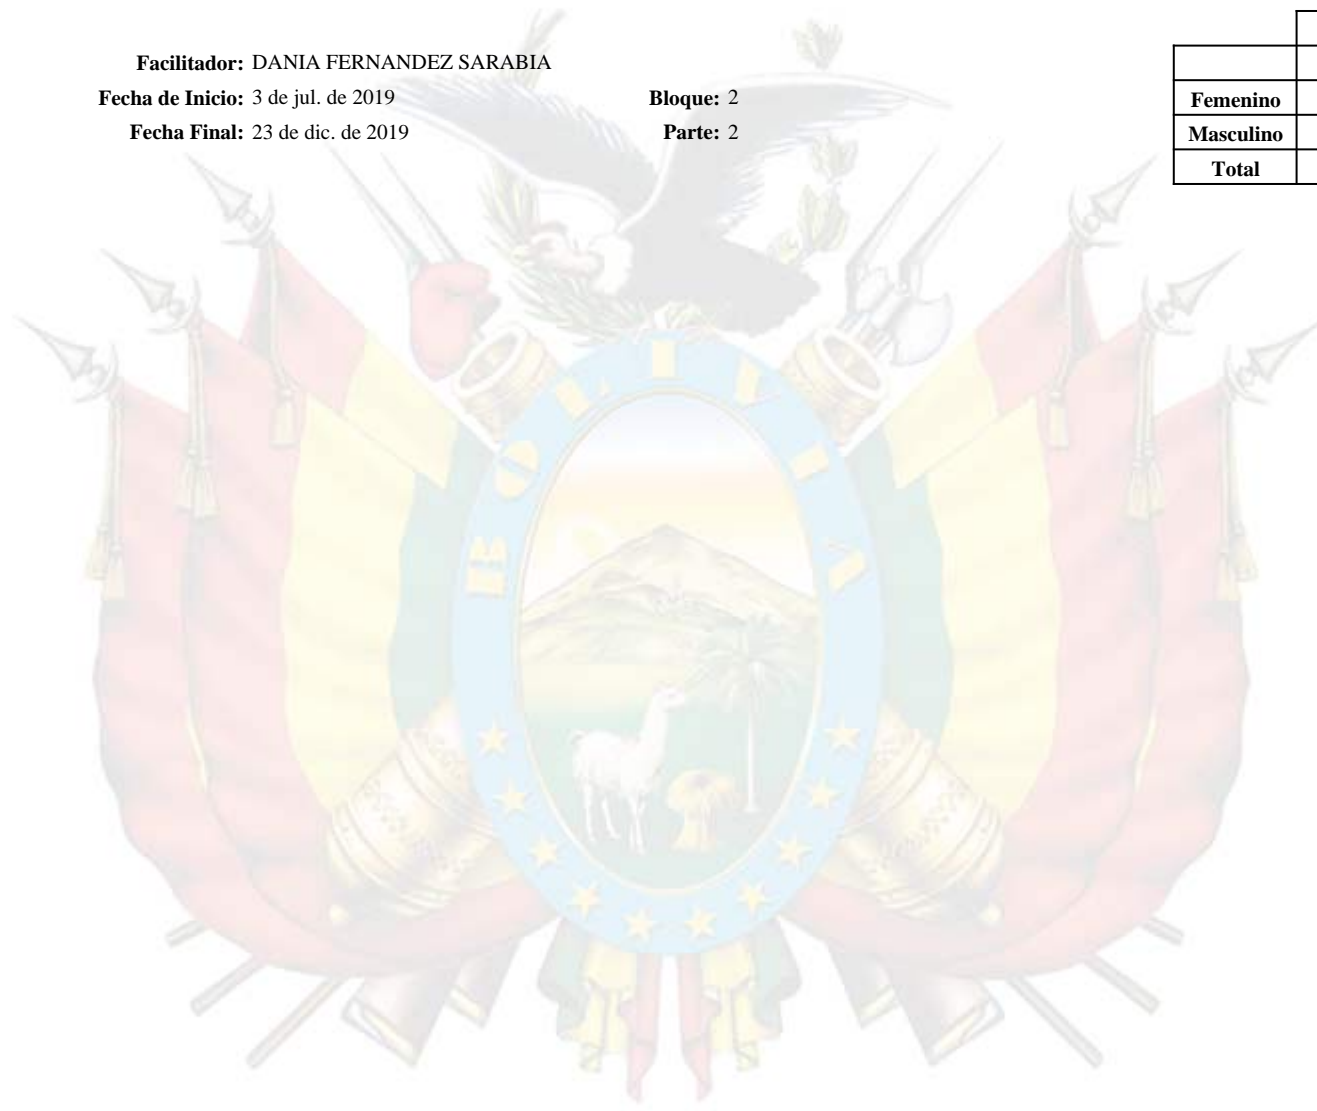 Facilitador: DANIA FERNANDEZ SARABIA
Fecha de Inicio: 3 de jul. de 2019 Bloque: 2
Fecha Final: 23 de dic. de 2019 Parte: 2
Femenino
Masculino
Total
BOLIVIA